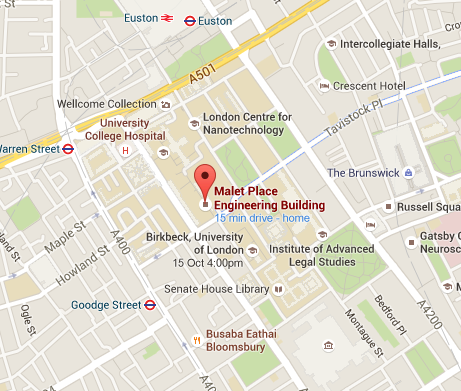 Euston
Euston
A501
Intercollegiate Halls,
Crescent Hotel
Wellcome Collection
London Centre for
Nanotechnology
University
College Hospital
Tavistock Pl
Warren Street
The Brunswick
Malet Place
Engineering Building
15 min drive - home
Russell Squa
Maple St
A400
Birkbeck, University
of London
15 Oct 4:00pm
Institute of Advanced
Legal Studies
Gatsby C
Neurosc
Howland St
Howland St
Senate House Library
Goodge Street
Bedford Pl
A4200
Ogle St
Montague St
Busaba Eathai
Bloomsbury